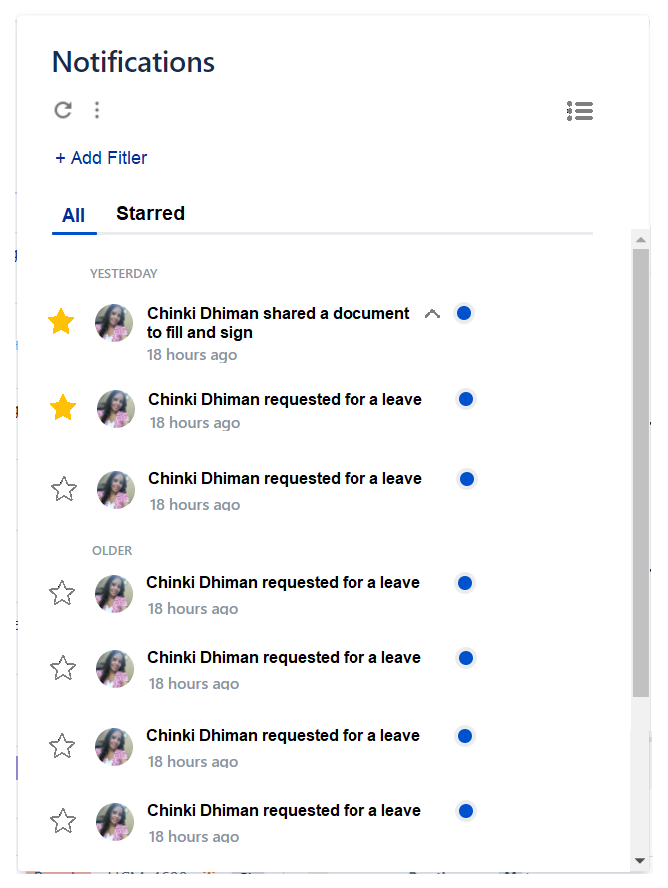 Notifications
+ Add Fitler
All
Starred
YESTERDAY
Chinki Dhiman shared a document
to fill and sign
18 hours ago
Chinki Dhiman requested for a leave
18 hours ago
Chinki Dhiman requested for a leave
18 hours ago
OLDER
Chinki Dhiman requested for a leave
18 hours ago
Chinki Dhiman requested for a leave
18 hours ago
Chinki Dhiman requested for a leave
18 hours ago
Chinki Dhiman requested for a leave
18 hours ago